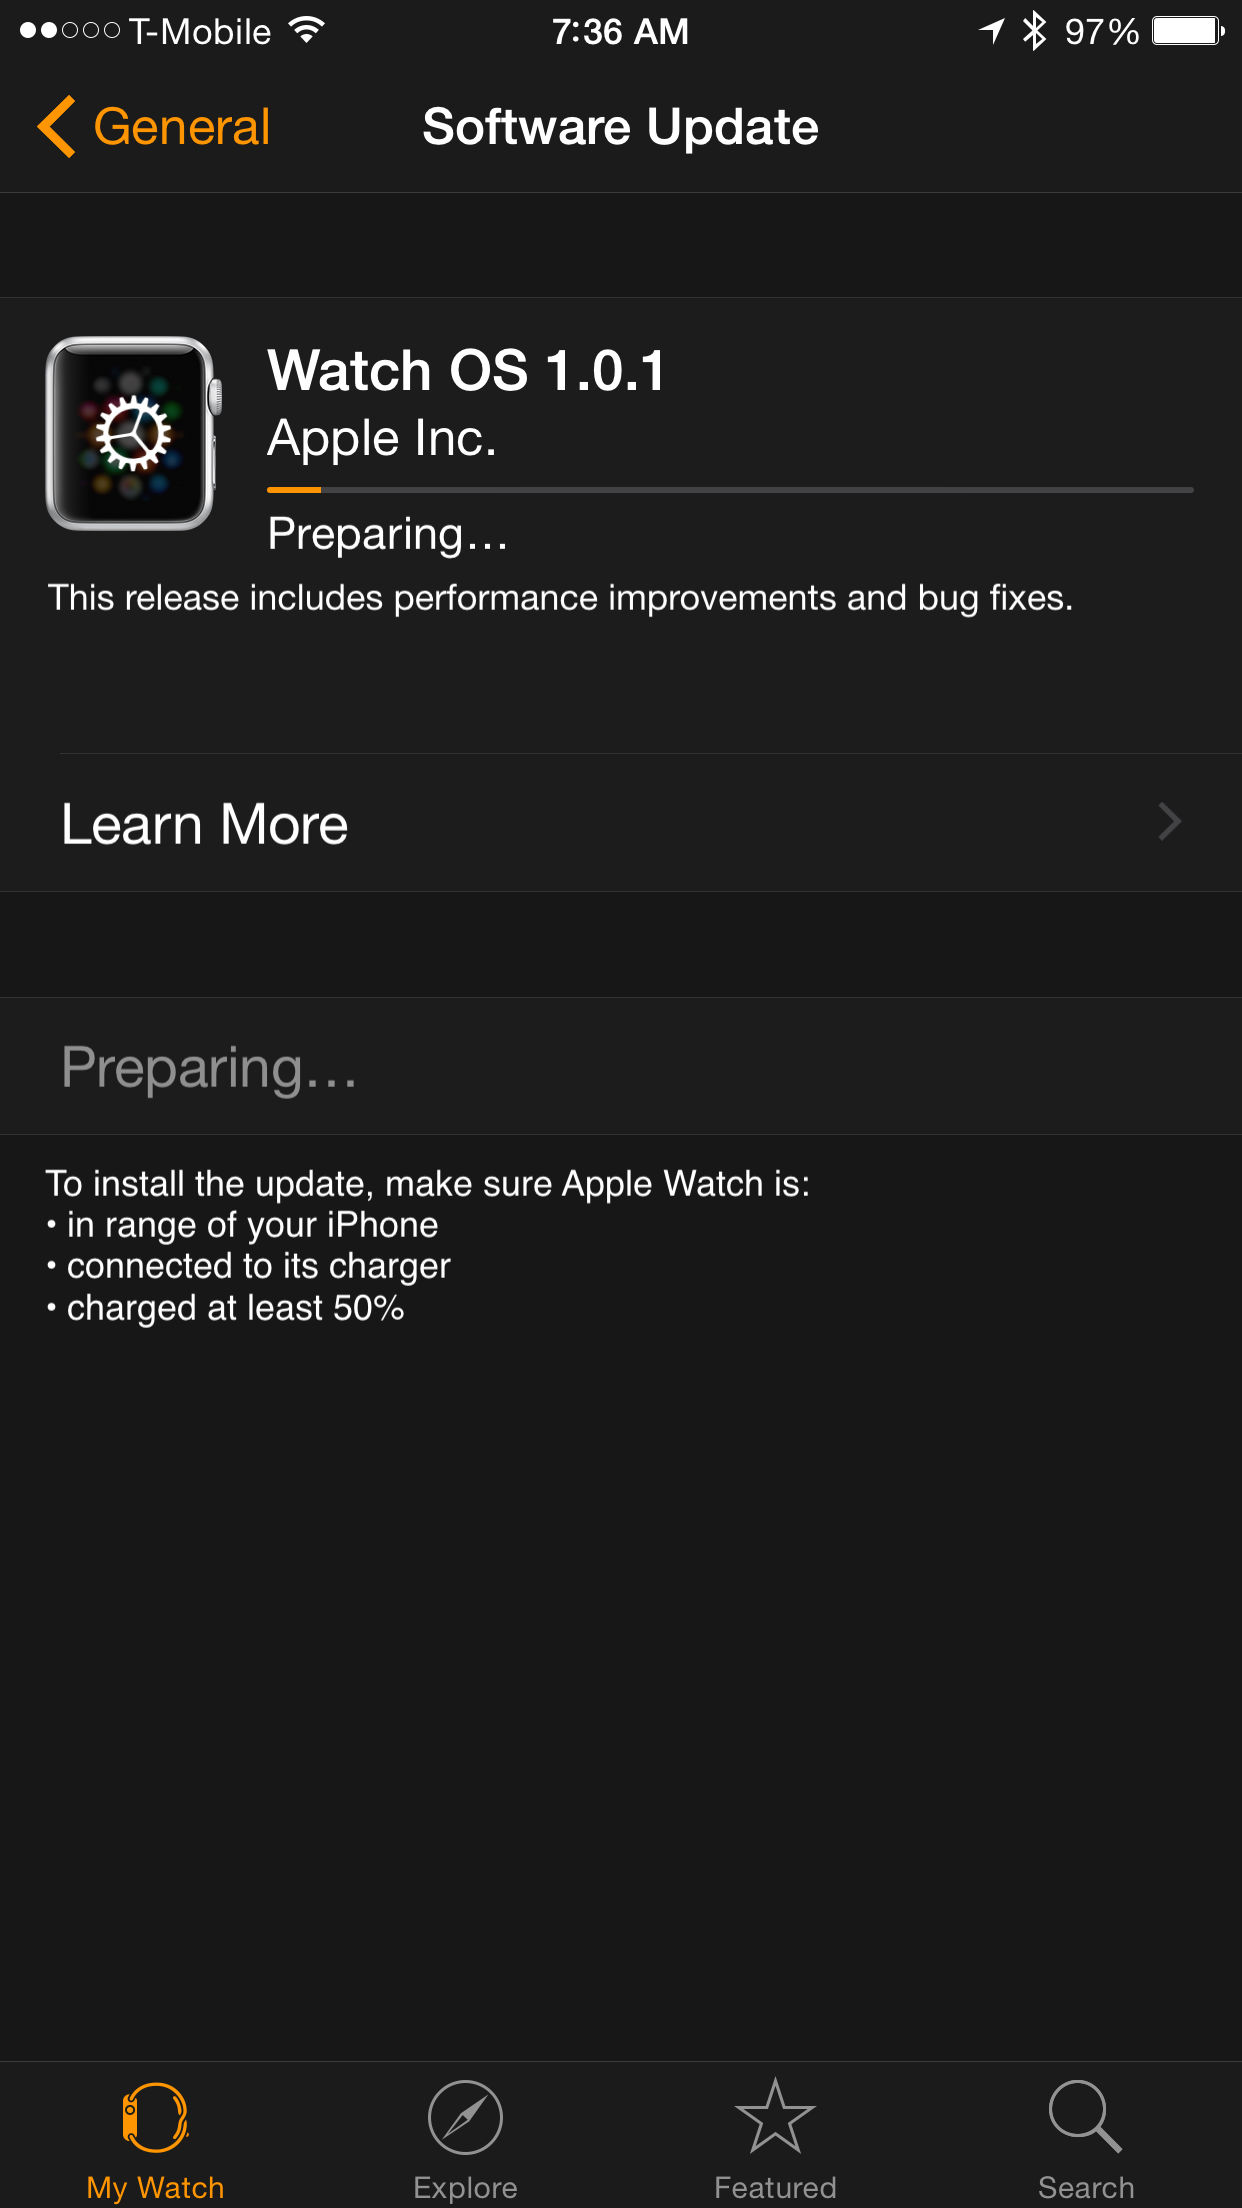 T-Mobile 7:36 AM 97%
General Software Update
Watch OS 1.0.1
Apple Inc.
Preparing...
This release includes performance improvements and bug fixes.
Learn More
Preparing...
To install the update, make sure Apple Watch is:
• in range of your iPhone
• connected to its charger
• charged at least 50%
My Watch Explore Featured Search